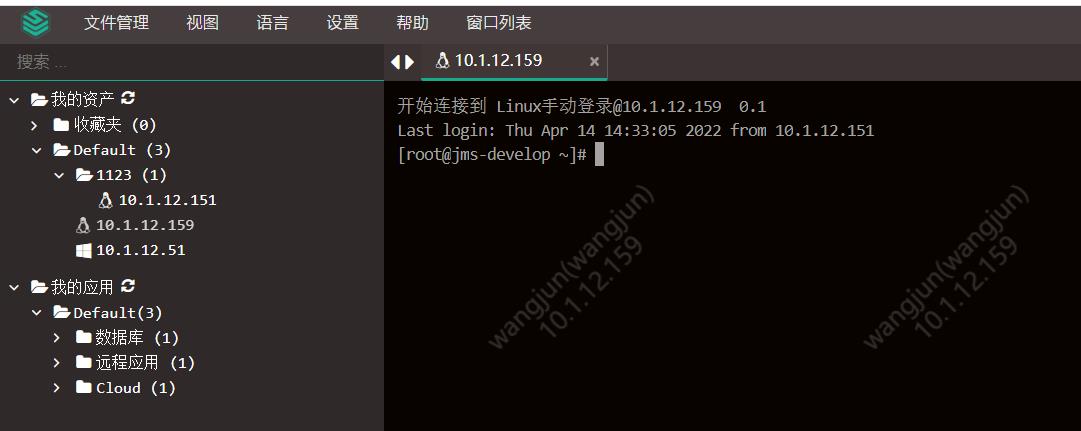 文件管理 视图 语言 设置 帮助 窗口列表
搜索 ...
我的资产
收藏夹 (0)
Default (3)
1123 (1)
10.1.12.151
10.1.12.159
10.1.12.51
我的应用
Default(3)
数据库 (1)
远程应用 (1)
Cloud (1)
10.1.12.159 ×
开始连接到 Linux手动登录@10.1.12.159 0.1
Last login: Thu Apr 14 14:33:05 2022 from 10.1.12.151
[root@jms-develop ~]#
wangjun(wangjun)
10.1.12.159
wangjun(wangjun)
10.1.12.159